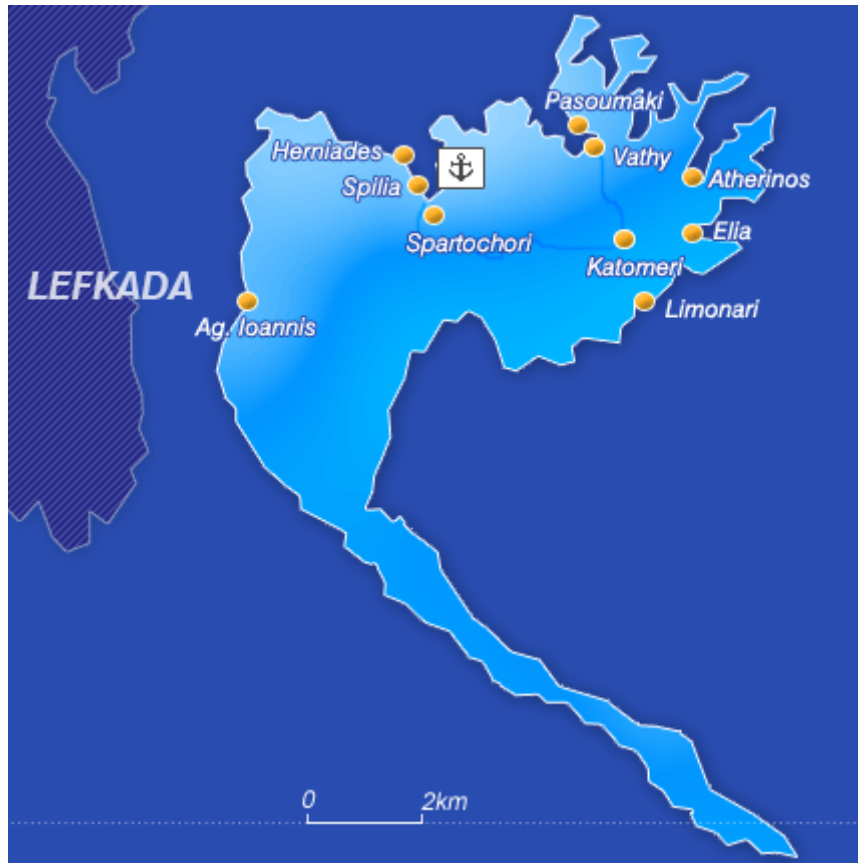 Pasoumaki
Herniades
Vathy
Spilia
Atherinos
Spartochori
Elia
Katomeri
LEFKADA
Limonari
Ag. Ioannis
0
2km